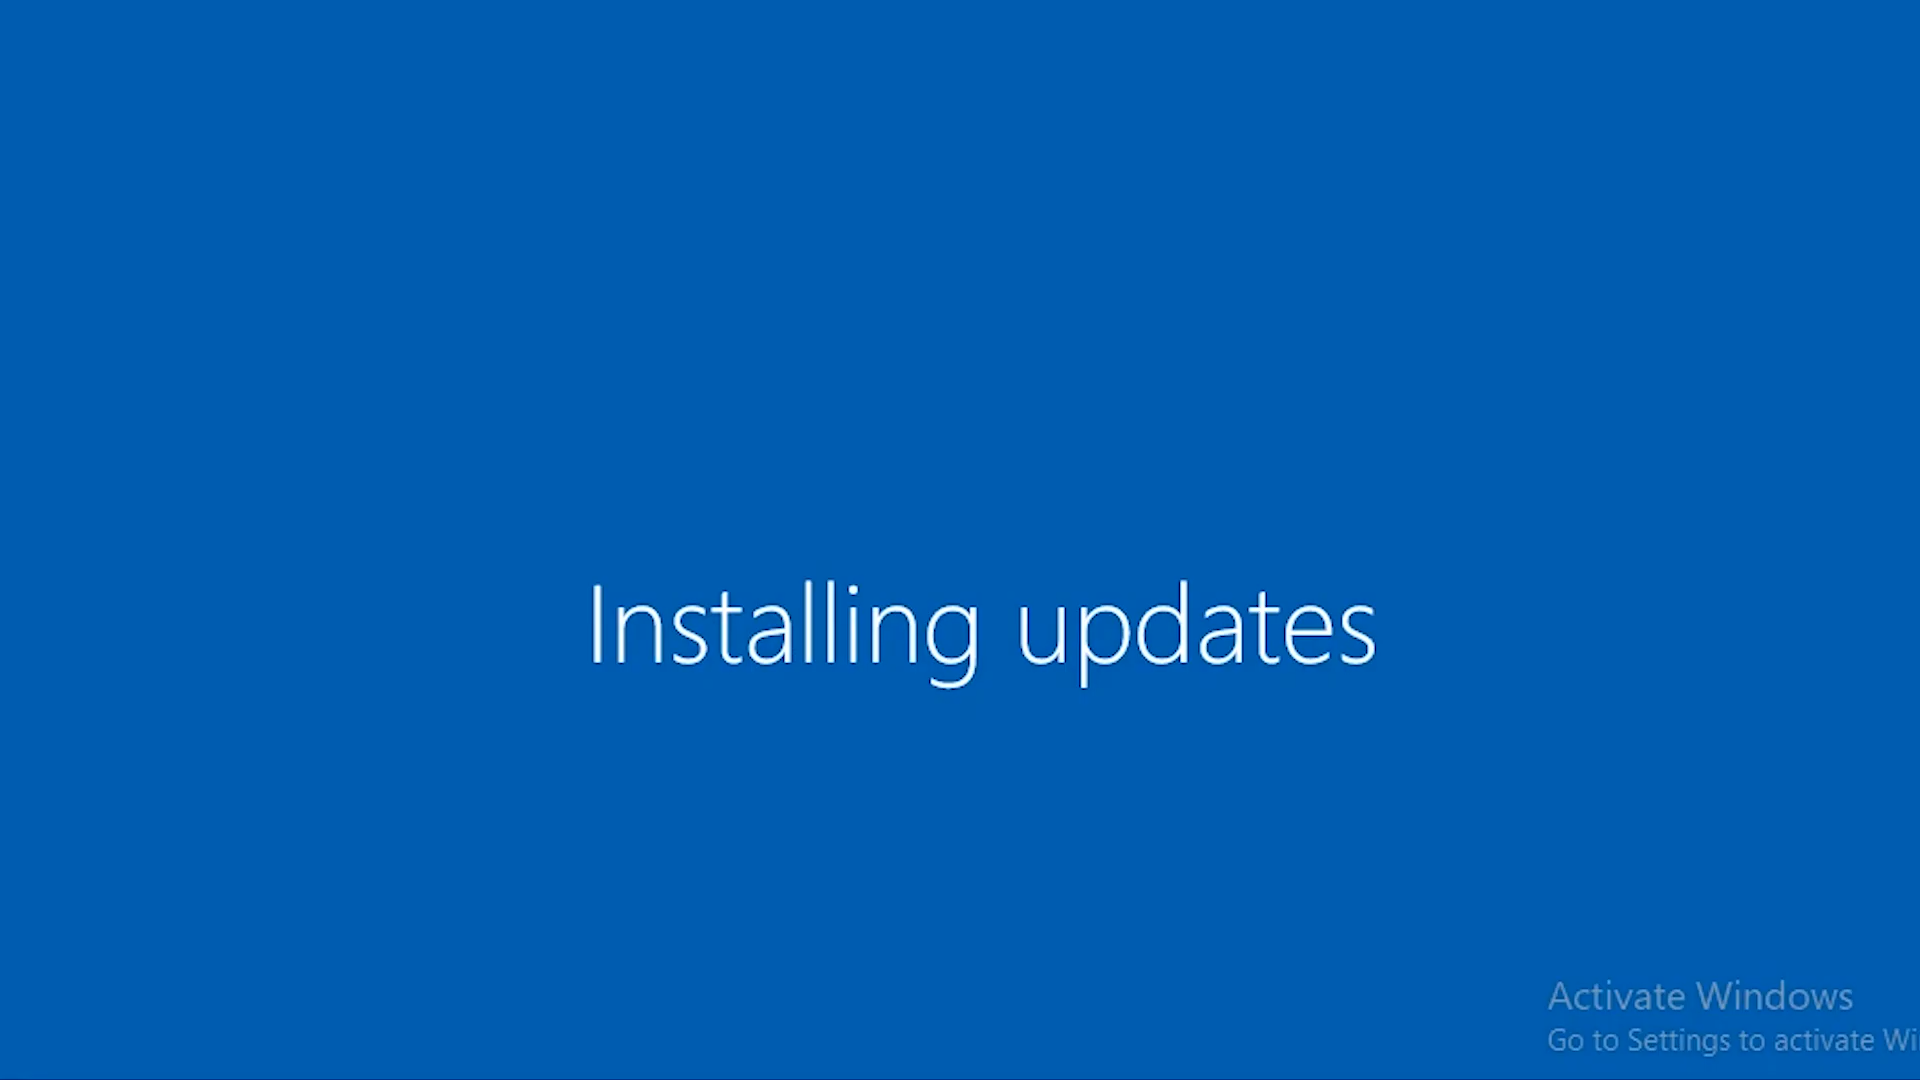 Installing updates
Activate Windows
Go to Settings to activate